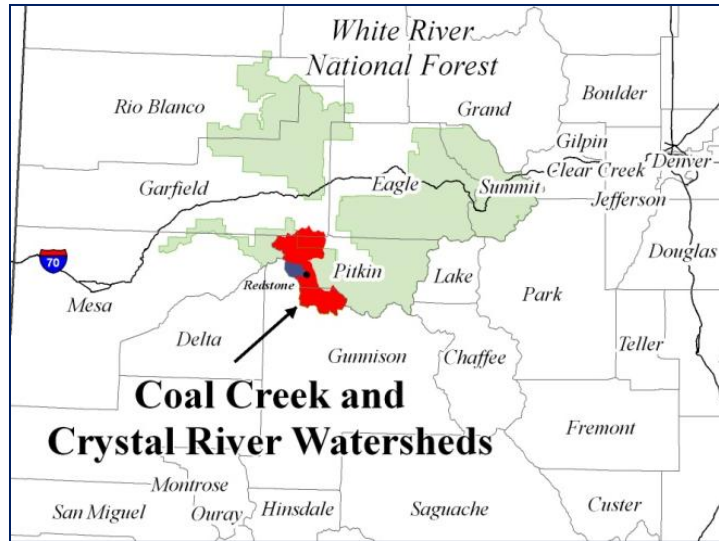 White River
National Forest
Rio Blanco
Grand
Boulder
Gilpin
Clear Creek
Denver
Garfield
Eagle
Summit
Jefferson
Douglas
70
Mesa
Redstone
Pitkin
Lake
Park
Teller
Delta
Gunnison
Chaffee
Coal Creek and
Crystal River Watersheds
Fremont
Montrose
San Miguel
Ouray
Hinsdale
Saguache
Custer